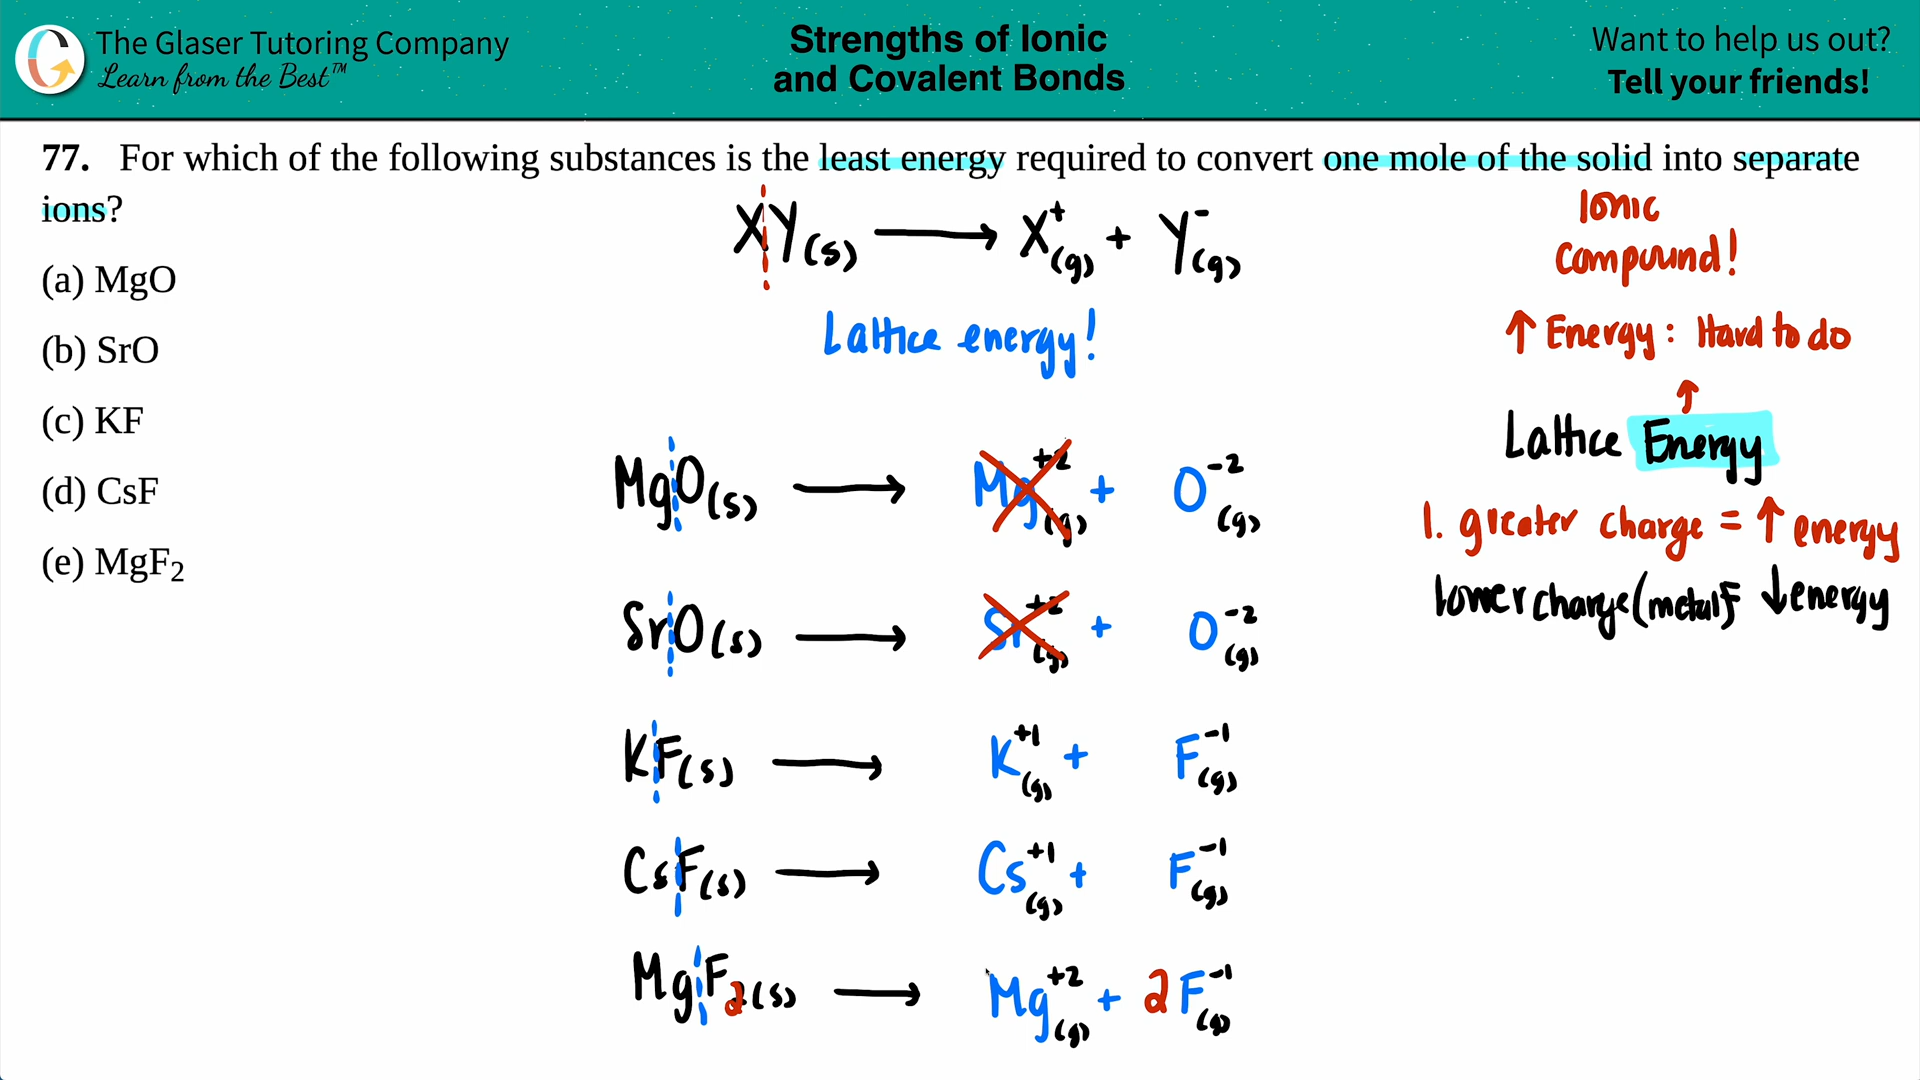 The Glaser Tutoring Company
Learn from the Best™
Strengths of Ionic
and Covalent Bonds
Want to help us out?
Tell your friends!
77. For which of the following substances is the least energy required to convert one mole of the solid into separate
ions?
(a) MgO
(b) SrO
(c) KF
(d) CsF
(e) MgF₂
XY(s) ⟶ X⁺(g) + Y⁻(g)
Lattice energy!
MgO(s) ⟶ Mg⁺²(g) + O⁻²(g)
SrO(s) ⟶ Sr⁺²(g) + O⁻²(g)
KF(s) ⟶ K⁺¹(g) + F⁻¹(g)
CsF(s) ⟶ Cs⁺¹(g) + F⁻¹(g)
MgF₂(s) ⟶ Mg⁺²(g) + 2F⁻¹(g)
Ionic
Compound!
↑ Energy: Hard to do
↑
Lattice Energy
1. greater charge = ↑ energy
lower charge (metal) = ↓ energy